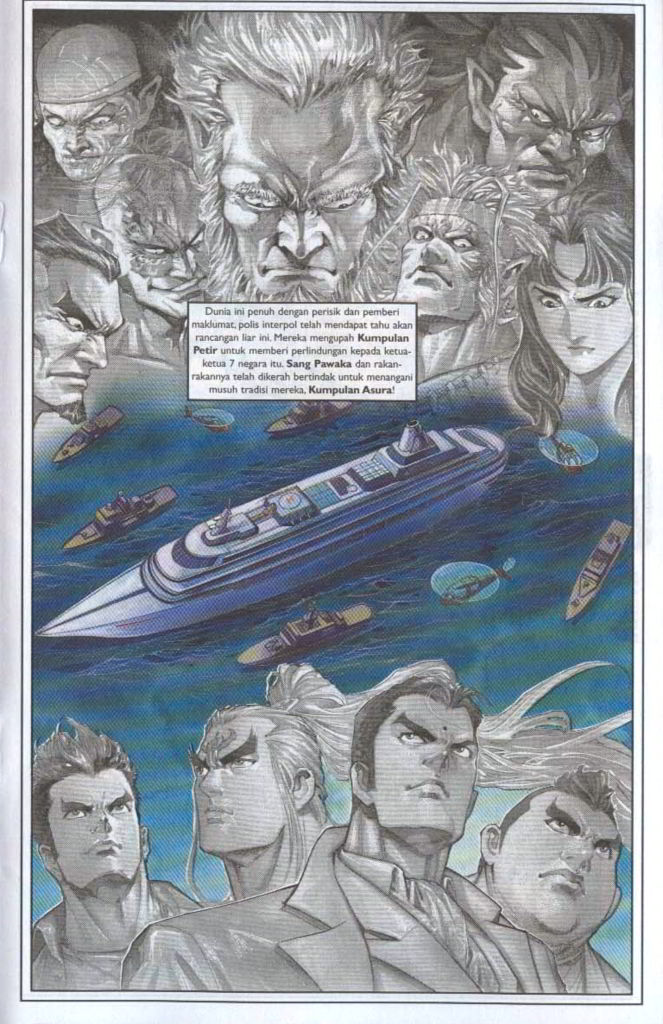 Dunia ini penuh dengan perisik dan pemberi
maklumat, polis interpol telah mendapat tahu akan
rancangan liar ini. Mereka mengupah Kumpulan
Petir untuk memberi perlindungan kepada ketua-
ketua 7 negara itu. Sang Pawaka dan rakan-
rakannya telah dikerah bertindak untuk menangani
musuh tradisi mereka, Kumpulan Asura!